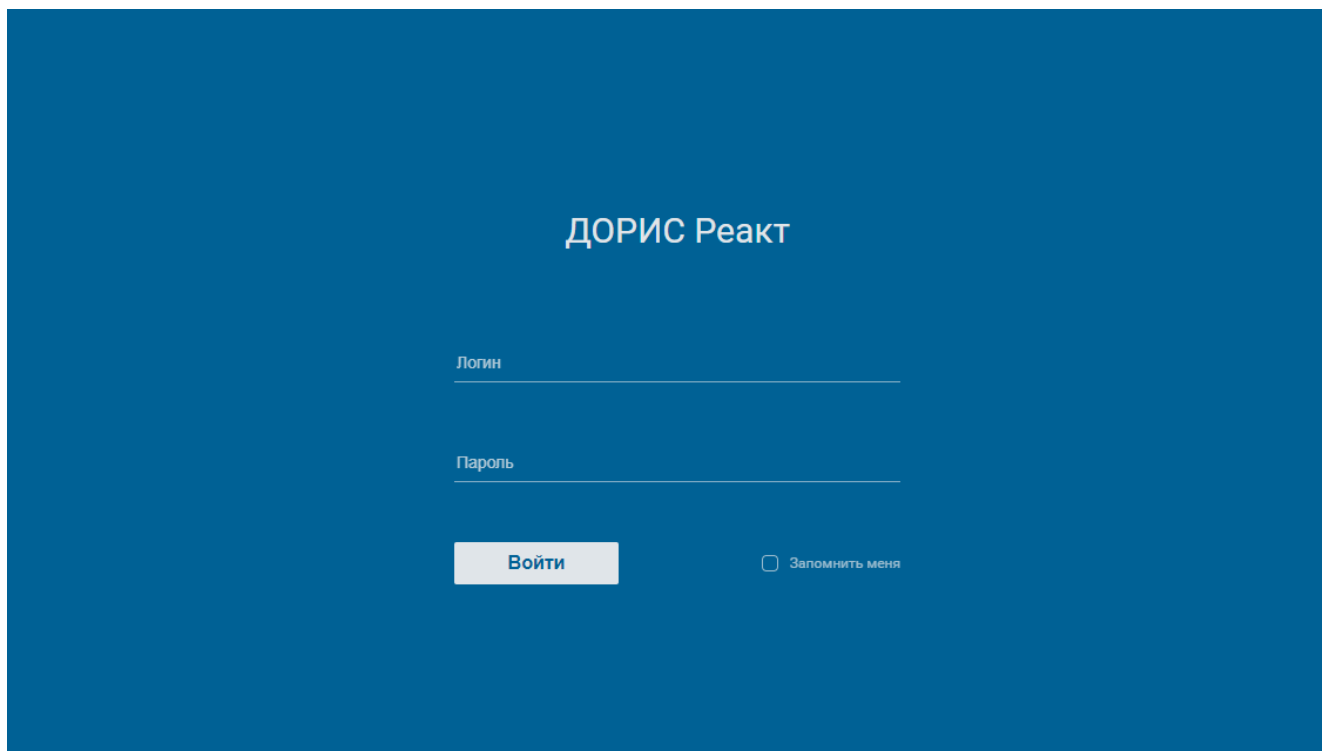 ДОРИС Реакт
Логин
Пароль
Войти
Запомнить меня